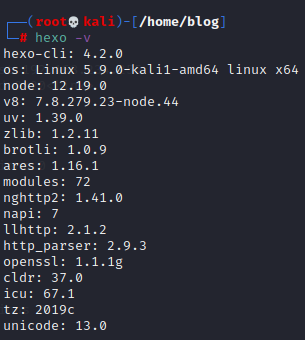 ┌──(root💀kali)-[/home/blog]
└─# hexo -v
hexo-cli: 4.2.0
os: Linux 5.9.0-kali1-amd64 linux x64
node: 12.19.0
v8: 7.8.279.23-node.44
uv: 1.39.0
zlib: 1.2.11
brotli: 1.0.9
ares: 1.16.1
modules: 72
nghttp2: 1.41.0
napi: 7
llhttp: 2.1.2
http_parser: 2.9.3
openssl: 1.1.1g
cldr: 37.0
icu: 67.1
tz: 2019c
unicode: 13.0